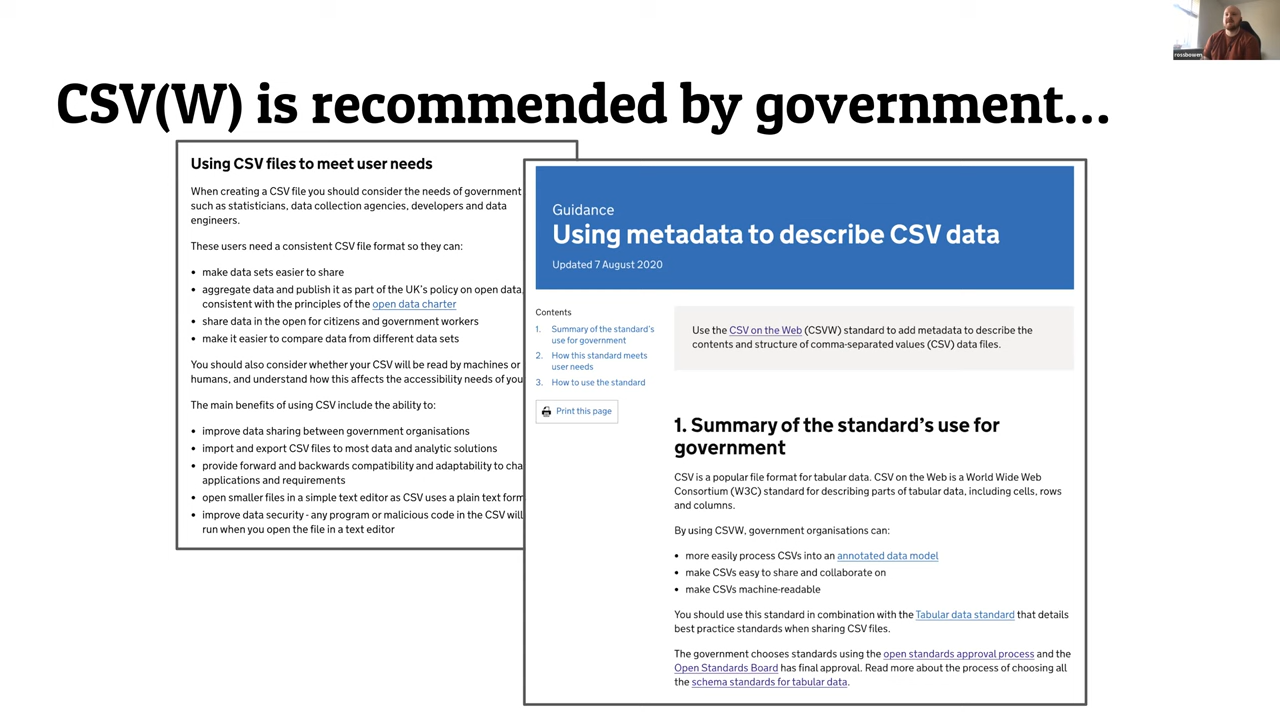 rossbowen
CSV(W) is recommended by government...
Using CSV files to meet user needs
When creating a CSV file you should consider the needs of government
such as statisticians, data collection agencies, developers and data
engineers.
These users need a consistent CSV file format so they can:
• make data sets easier to share
• aggregate data and publish it as part of the UK's policy on open data,
consistent with the principles of the open data charter
• share data in the open for citizens and government workers
• make it easier to compare data from different data sets
You should also consider whether your CSV will be read by machines or
humans, and understand how this affects the accessibility needs of you
The main benefits of using CSV include the ability to:
• improve data sharing between government organisations
• import and export CSV files to most data and analytic solutions
• provide forward and backwards compatibility and adaptability to cha
applications and requirements
• open smaller files in a simple text editor as CSV uses a plain text form
• improve data security - any program or malicious code in the CSV will
run when you open the file in a text editor
Guidance
Using metadata to describe CSV data
Updated 7 August 2020
Contents
1. Summary of the standard's
use for government
2. How this standard meets
user needs
3. How to use the standard
Print this page
Use the CSV on the Web (CSVW) standard to add metadata to describe the
contents and structure of comma-separated values (CSV) data files.
1. Summary of the standard's use for
government
CSV is a popular file format for tabular data. CSV on the Web is a World Wide Web
Consortium (W3C) standard for describing parts of tabular data, including cells, rows
and columns.
By using CSVW, government organisations can:
• more easily process CSVs into an annotated data model
• make CSVs easy to share and collaborate on
• make CSVs machine-readable
You should use this standard in combination with the Tabular data standard that details
best practice standards when sharing CSV files.
The government chooses standards using the open standards approval process and the
Open Standards Board has final approval. Read more about the process of choosing all
the schema standards for tabular data.